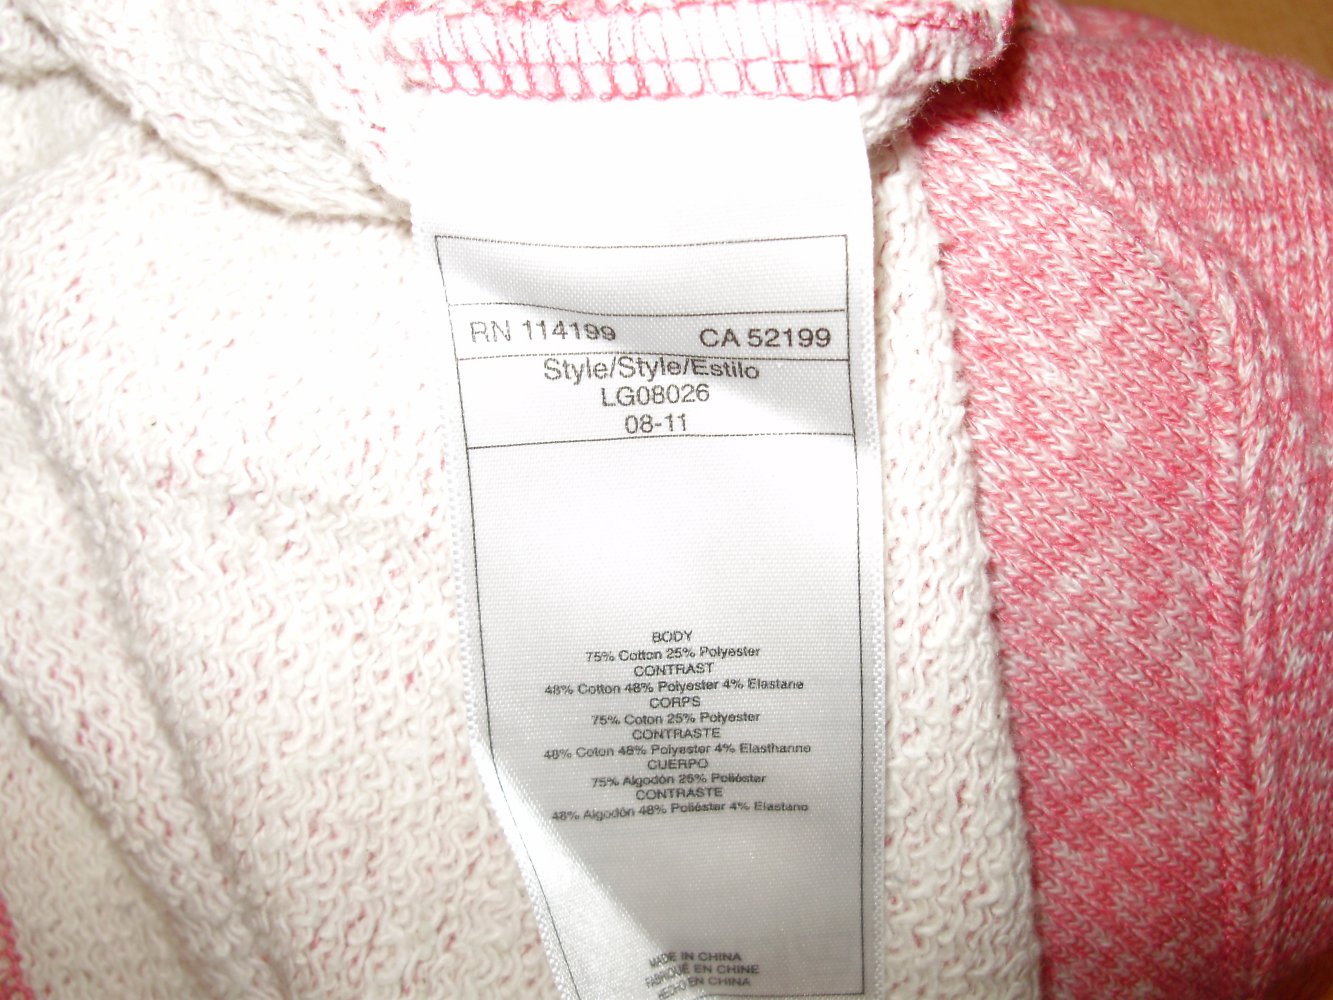 RN 114199 CA 52199
Style/Style/Estilo
LG08026
08-11
BODY
75% Cotton 25% Polyester
CONTRAST
48% Cotton 48% Polyester 4% Elastane
CORPS
75% Coton 25% Polyester
CONTRASTE
48% Coton 48% Polyester 4% Elasthanne
CUERPO
75% Algodón 25% Poliéster
CONTRASTE
48% Algodón 48% Poliéster 4% Elastano
MADE IN CHINA
FABRIQUÉ EN CHINE
HECHO EN CHINA